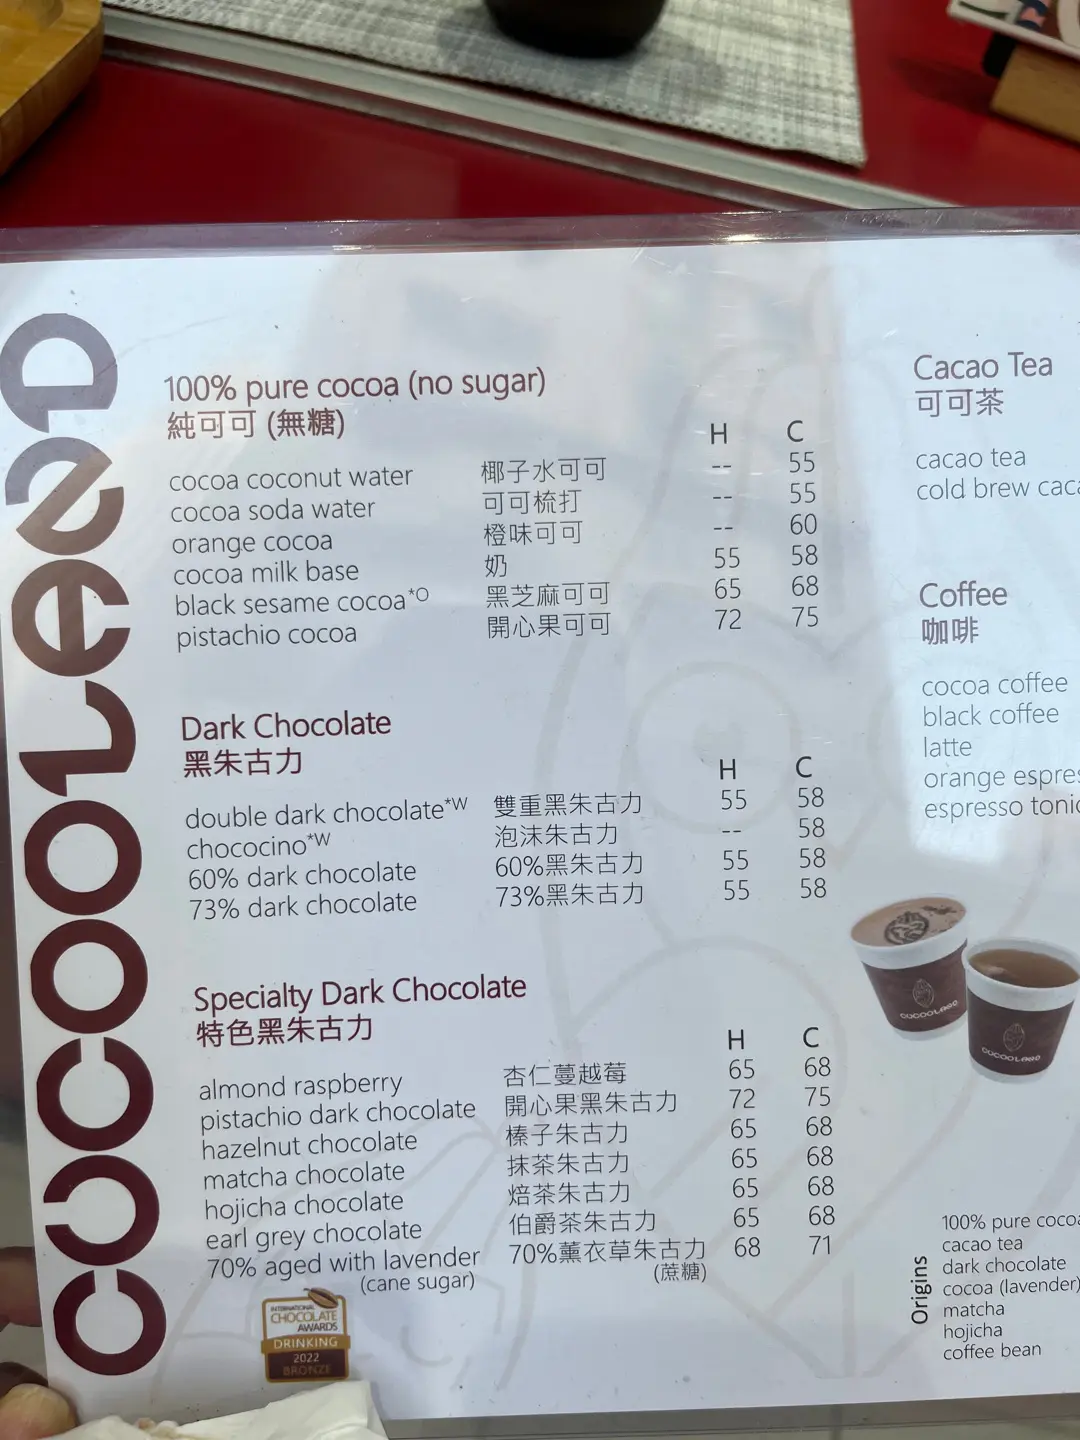 COCOOLAAD
100% pure cocoa (no sugar)
純可可 (無糖)
H C
cocoa coconut water 椰子水可可 -- 55
cocoa soda water 可可梳打 -- 55
orange cocoa 橙味可可 -- 60
cocoa milk base 奶 55 58
black sesame cocoa*O 黑芝麻可可 65 68
pistachio cocoa 開心果可可 72 75
Dark Chocolate
黑朱古力
H C
double dark chocolate*W 雙重黑朱古力 55 58
chococino*W 泡沫朱古力 -- 58
60% dark chocolate 60%黑朱古力 55 58
73% dark chocolate 73%黑朱古力 55 58
Specialty Dark Chocolate
特色黑朱古力
H C
almond raspberry 杏仁蔓越莓 65 68
pistachio dark chocolate 開心果黑朱古力 72 75
hazelnut chocolate 榛子朱古力 65 68
matcha chocolate 抹茶朱古力 65 68
hojicha chocolate 焙茶朱古力 65 68
earl grey chocolate 伯爵茶朱古力 65 68
70% aged with lavender 70%薰衣草朱古力 68 71
(cane sugar) (蔗糖)
INTERNATIONAL
CHOCOLATE
AWARDS
DRINKING
2022
BRONZE
Cacao Tea
可可茶
cacao tea
cold brew
Coffee
咖啡
cocoa coffee
black coffee
latte
orange
espresso
Origins
100% pure
cacao tea
dark chocolate
cocoa (lavender)
matcha
hojicha
coffee bean